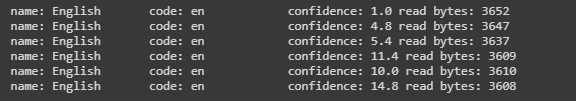 name: English code: en confidence: 1.0 read bytes: 3652
name: English code: en confidence: 4.8 read bytes: 3647
name: English code: en confidence: 5.4 read bytes: 3637
name: English code: en confidence: 11.4 read bytes: 3609
name: English code: en confidence: 10.0 read bytes: 3610
name: English code: en confidence: 14.8 read bytes: 3608